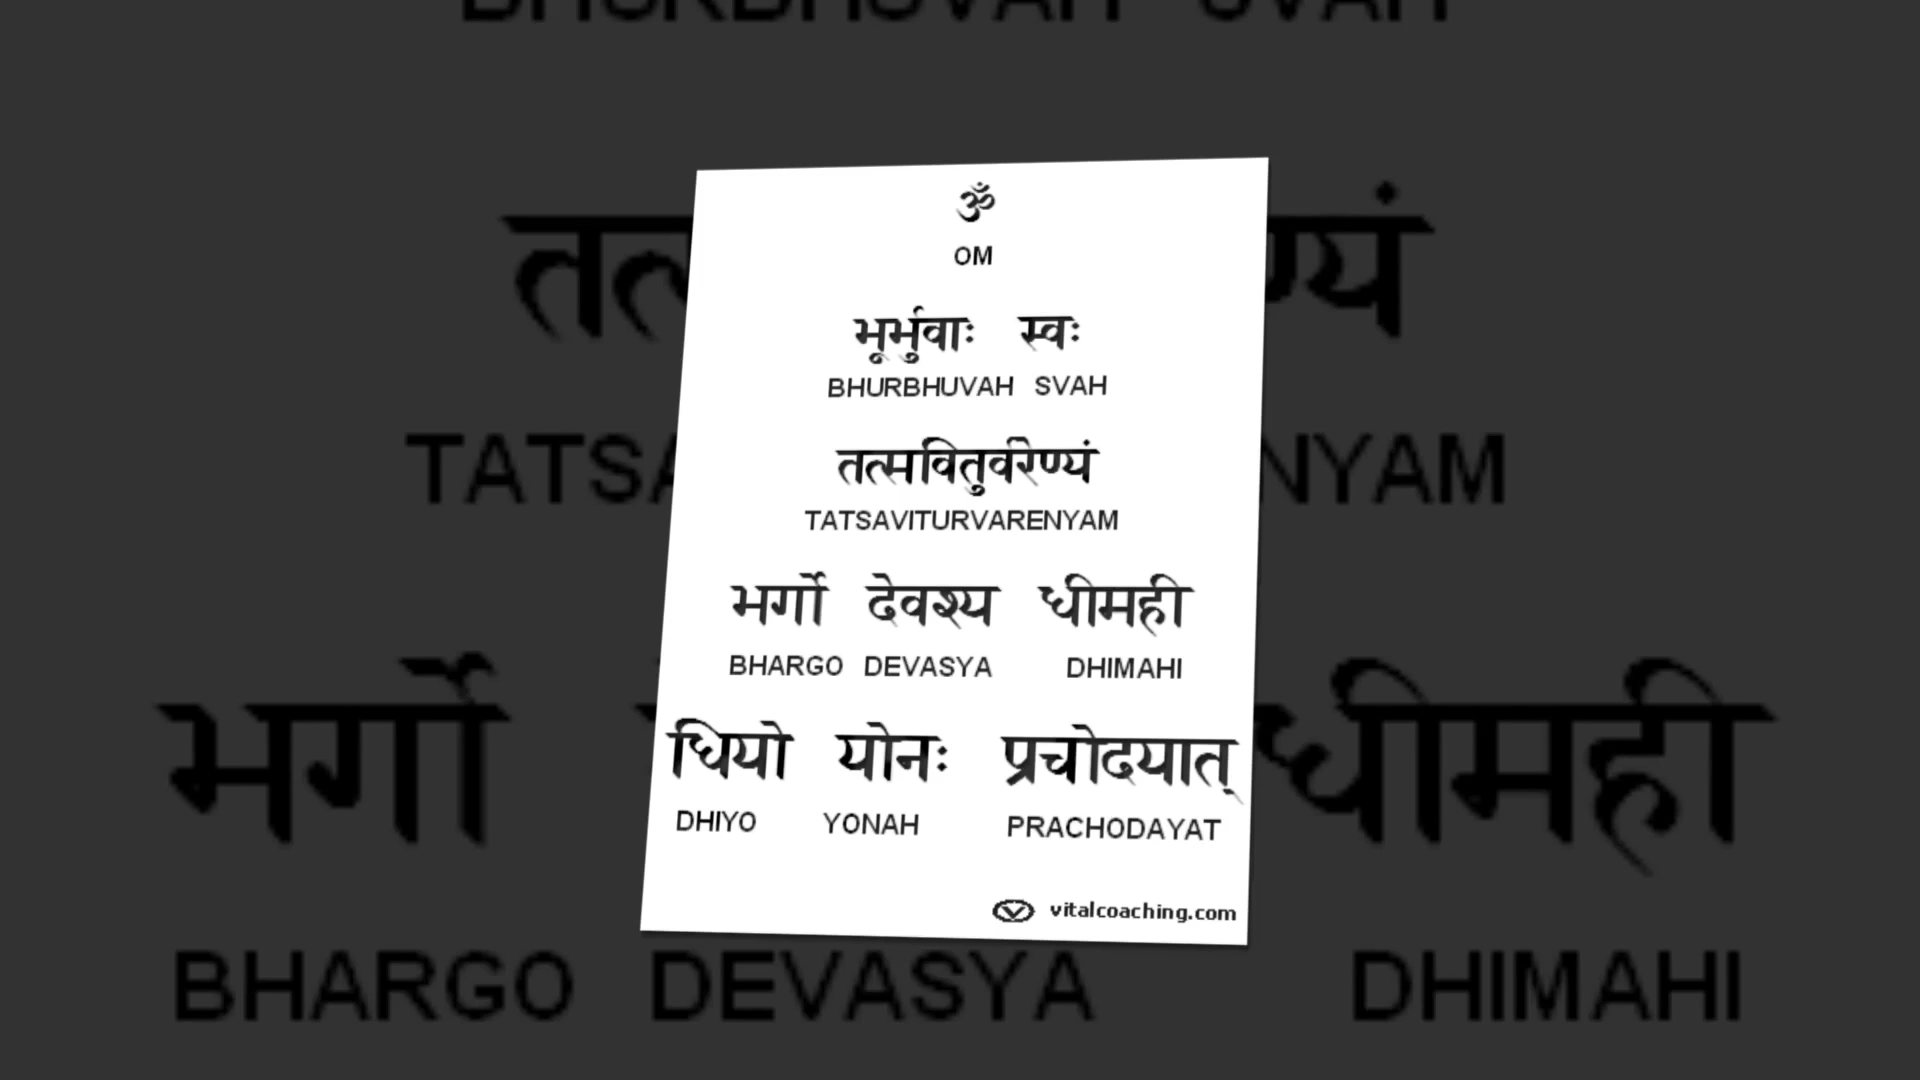 ॐ
OM
भूर्भुवाः स्वः
BHURBHUVAH SVAH
तत्सवितुर्वरेण्यं
TATSAVITURVARENYAM
भर्गो देवश्य धीमही
BHARGO DEVASYA DHIMAHI
धियो योनः प्रचोदयात्
DHIYO YONAH PRACHODAYAT
vitalcoaching.com